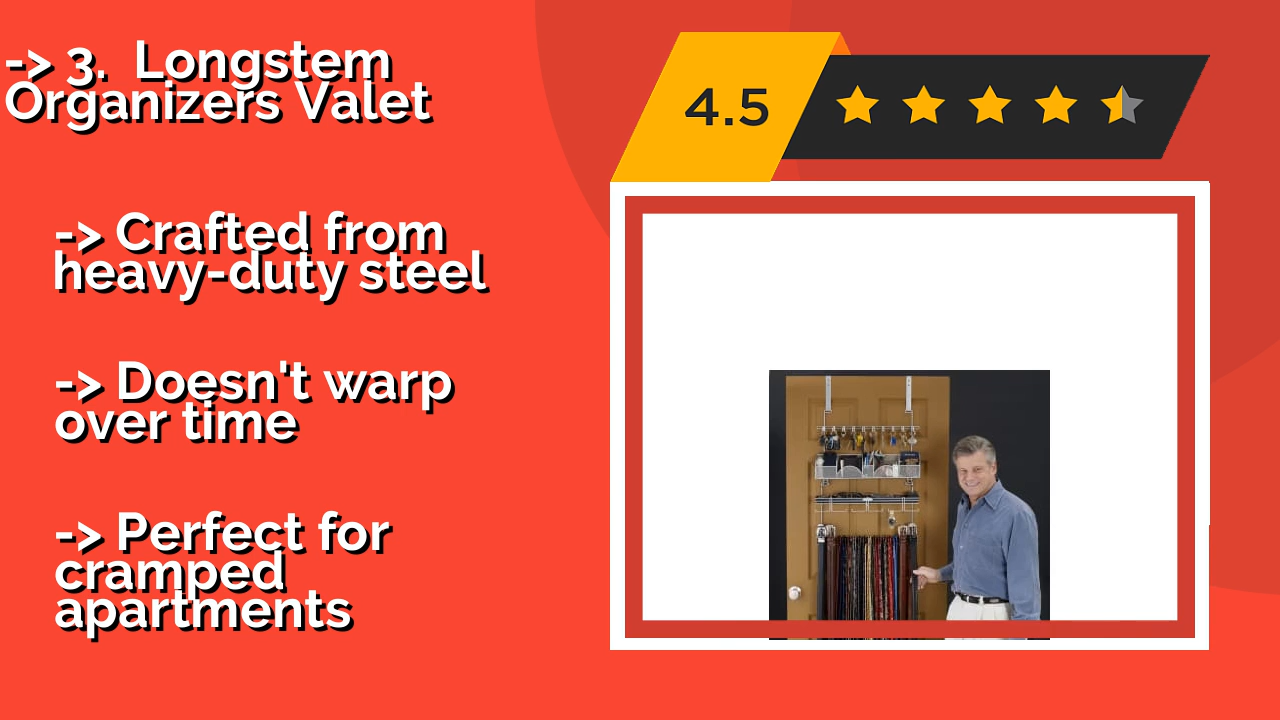 -> 3.  Longstem
Organizers Valet
4.5
-> Crafted from
heavy-duty steel
-> Doesn't warp
over time
-> Perfect for
cramped
apartments